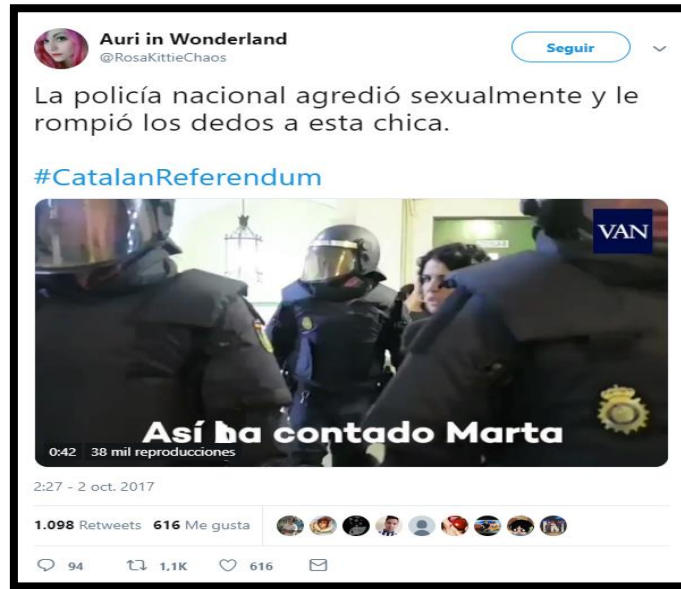 Auri in Wonderland
@RosaKittieChaos
Seguir
La policía nacional agredió sexualmente y le
rompió los dedos a esta chica.
#CatalanReferendum
VAN
Así ha contado Marta
0:42 38 mil reproducciones
2:27 - 2 oct. 2017
1.098 Retweets 616 Me gusta
94 1,1K 616